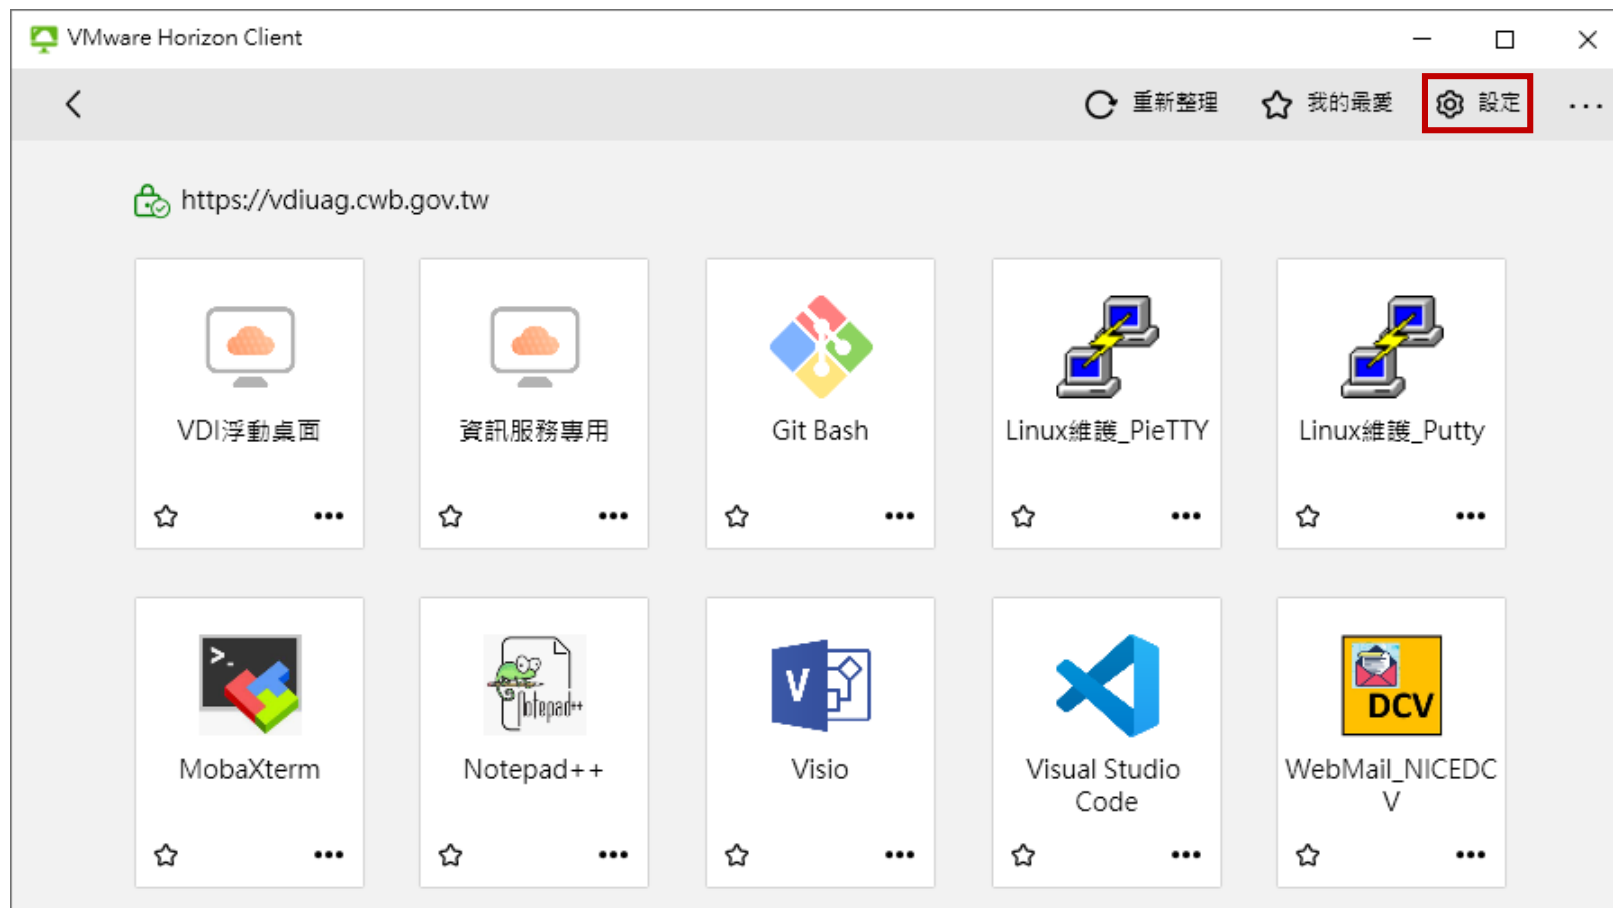 VMware Horizon Client
重新整理 我的最愛 設定 ...
https://vdiuag.cwb.gov.tw
VDI浮動桌面 資訊服務專用 Git Bash Linux維護_PieTTY Linux維護_Putty
>_ Notepad++ V DCV
MobaXterm Notepad++ Visio Visual Studio WebMail_NICEDC
Code V